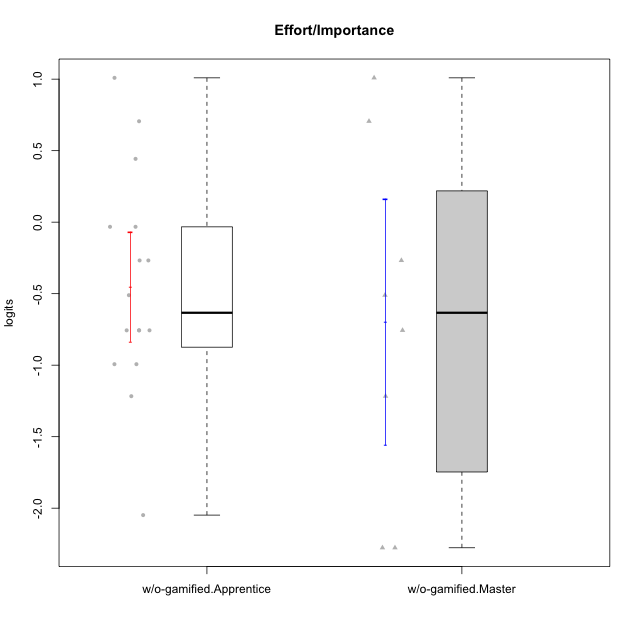 Effort/Importance
logits
1.0
0.5
0.0
-0.5
-1.0
-1.5
-2.0
w/o-gamified.Apprentice
w/o-gamified.Master